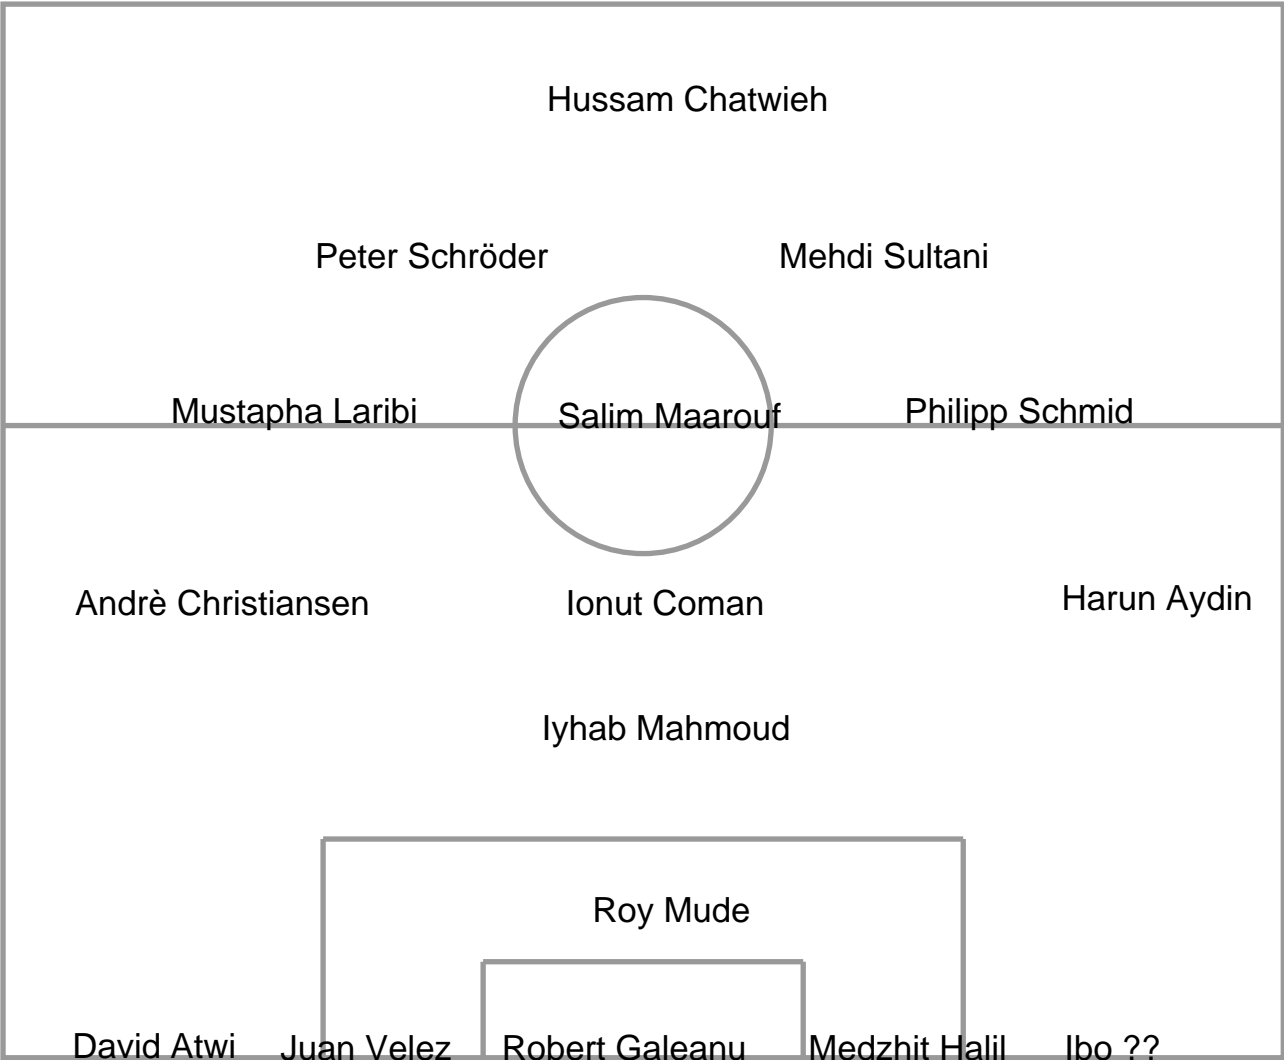 Hussam Chatwieh
Peter Schröder Mehdi Sultani
Mustapha Laribi Salim Maarouf Philipp Schmid
Andrè Christiansen Ionut Coman Harun Aydin
Iyhab Mahmoud
Roy Mude
David Atwi Juan Velez Robert Galeanu Medzhit Halil Ibo ??